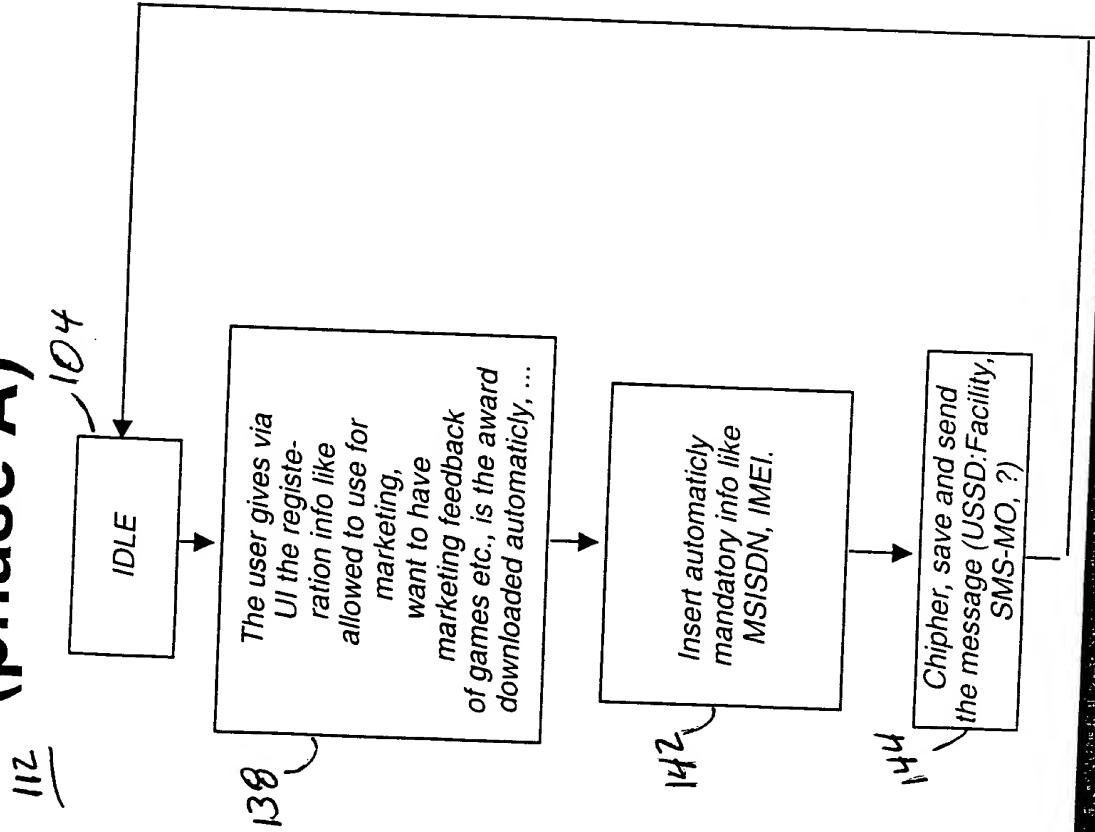 (phase A)
112
104
IDLE
138
The user gives via
UI the registe-
ration info like
allowed to use for
marketing,
want to have
marketing feedback
of games etc., is the award
downloaded automaticly, ...
142
Insert automaticly
mandatory info like
MSISDN, IMEI.
144
Chipher, save and send
the message (USSD:Facility,
SMS-MO, ?)